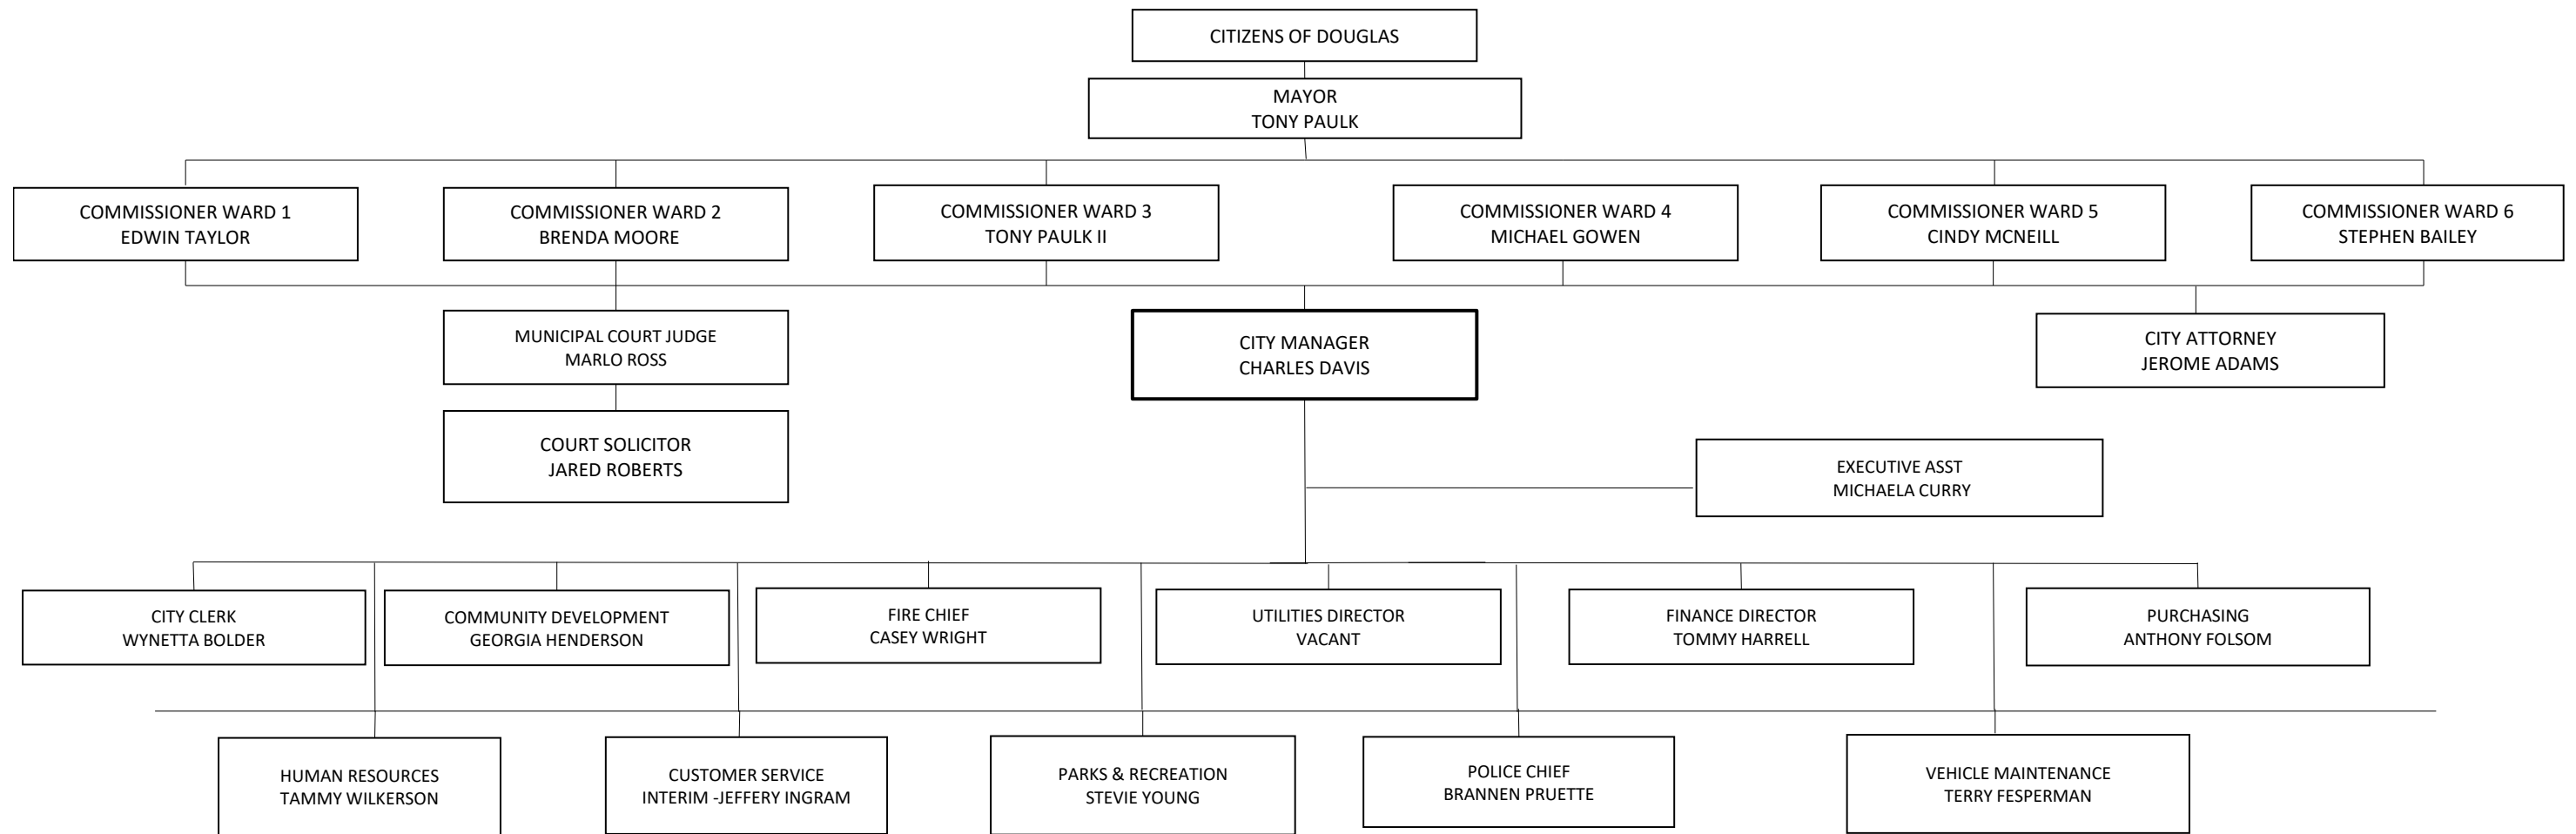 CITIZENS OF DOUGLAS
MAYOR
TONY PAULK
COMMISSIONER WARD 1
EDWIN TAYLOR
COMMISSIONER WARD 2
BRENDA MOORE
COMMISSIONER WARD 3
TONY PAULK II
COMMISSIONER WARD 4
MICHAEL GOWEN
COMMISSIONER WARD 5
CINDY MCNEILL
COMMISSIONER WARD 6
STEPHEN BAILEY
MUNICIPAL COURT JUDGE
MARLO ROSS
CITY MANAGER
CHARLES DAVIS
CITY ATTORNEY
JEROME ADAMS
COURT SOLICITOR
JARED ROBERTS
EXECUTIVE ASST
MICHAELA CURRY
CITY CLERK
WYNETTA BOLDER
COMMUNITY DEVELOPMENT
GEORGIA HENDERSON
FIRE CHIEF
CASEY WRIGHT
UTILITIES DIRECTOR
VACANT
FINANCE DIRECTOR
TOMMY HARRELL
PURCHASING
ANTHONY FOLSOM
HUMAN RESOURCES
TAMMY WILKERSON
CUSTOMER SERVICE
INTERIM -JEFFERY INGRAM
PARKS & RECREATION
STEVIE YOUNG
POLICE CHIEF
BRANNEN PRUETTE
VEHICLE MAINTENANCE
TERRY FESPERMAN